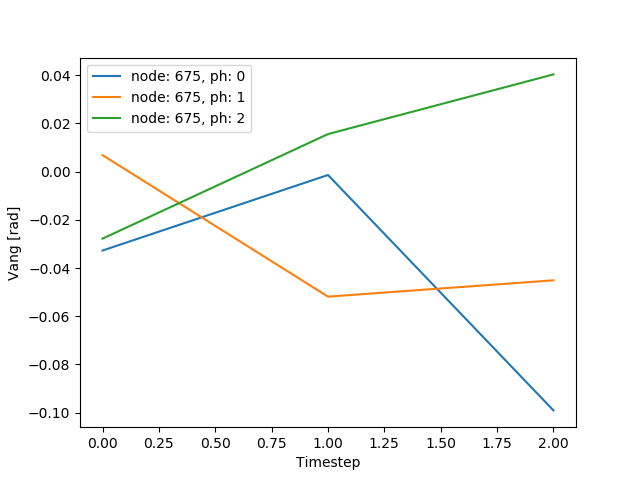 node: 675, ph: 0
node: 675, ph: 1
node: 675, ph: 2
0.04
0.02
0.00
−0.02
−0.04
−0.06
−0.08
−0.10
Vang [rad]
0.00 0.25 0.50 0.75 1.00 1.25 1.50 1.75 2.00
Timestep